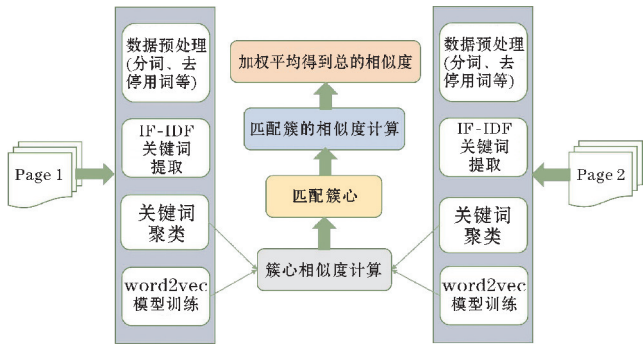 Page 1
数据预处理
(分词、去
停用词等)
IF-IDF
关键词
提取
关键词
聚类
word2vec
模型训练
加权平均得到总的相似度
匹配簇的相似度计算
匹配簇心
簇心相似度计算
数据预处理
(分词、去
停用词等)
IF-IDF
关键词
提取
关键词
聚类
word2vec
模型训练
Page 2